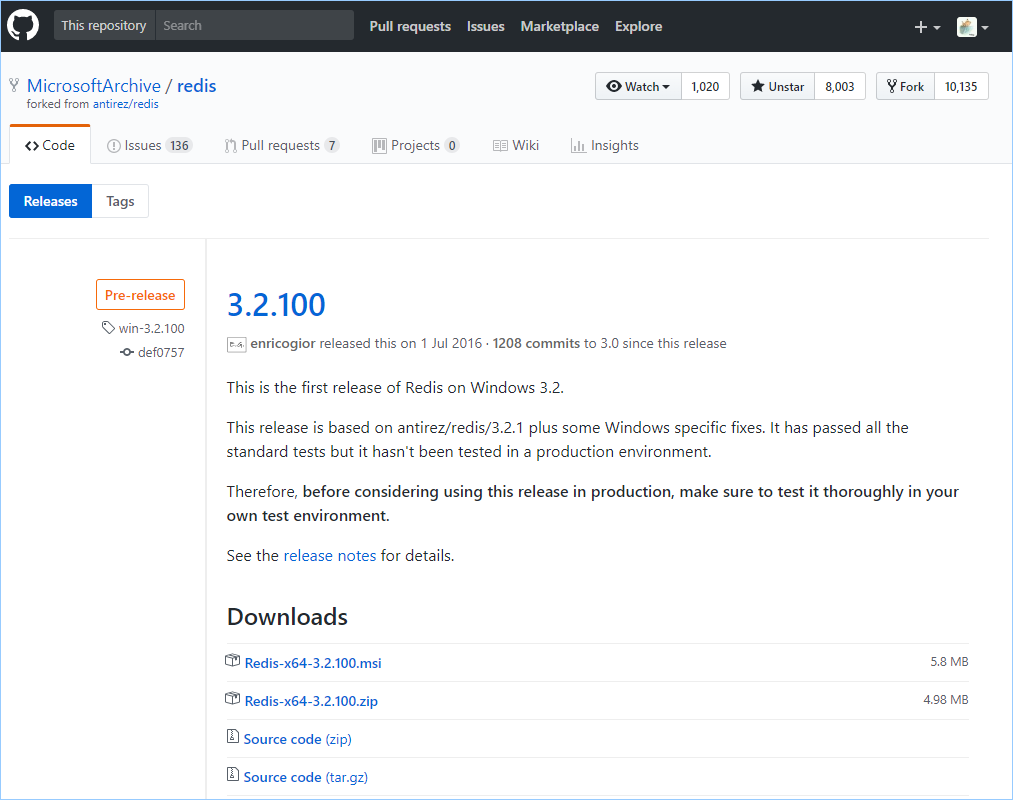 This repository Search Pull requests Issues Marketplace Explore
MicrosoftArchive / redis Watch 1,020 Unstar 8,003 Fork 10,135
forked from antirez/redis
Code Issues 136 Pull requests 7 Projects 0 Wiki Insights
Releases Tags
Pre-release
win-3.2.100
def0757
3.2.100
enricogior released this on 1 Jul 2016 · 1208 commits to 3.0 since this release
This is the first release of Redis on Windows 3.2.
This release is based on antirez/redis/3.2.1 plus some Windows specific fixes. It has passed all the
standard tests but it hasn't been tested in a production environment.
Therefore, before considering using this release in production, make sure to test it thoroughly in your
own test environment.
See the release notes for details.
Downloads
Redis-x64-3.2.100.msi 5.8 MB
Redis-x64-3.2.100.zip 4.98 MB
Source code (zip)
Source code (tar.gz)